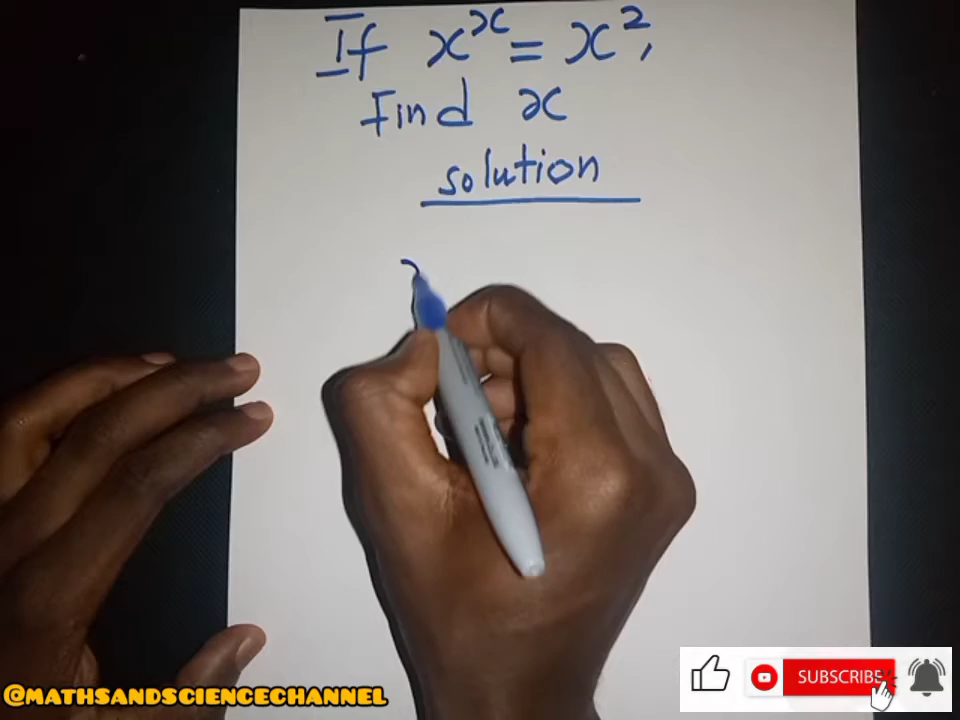 If x^x = x^2,
Find x
solution
@MATHSANDSCIENCECHANNEL
SUBSCRIBE